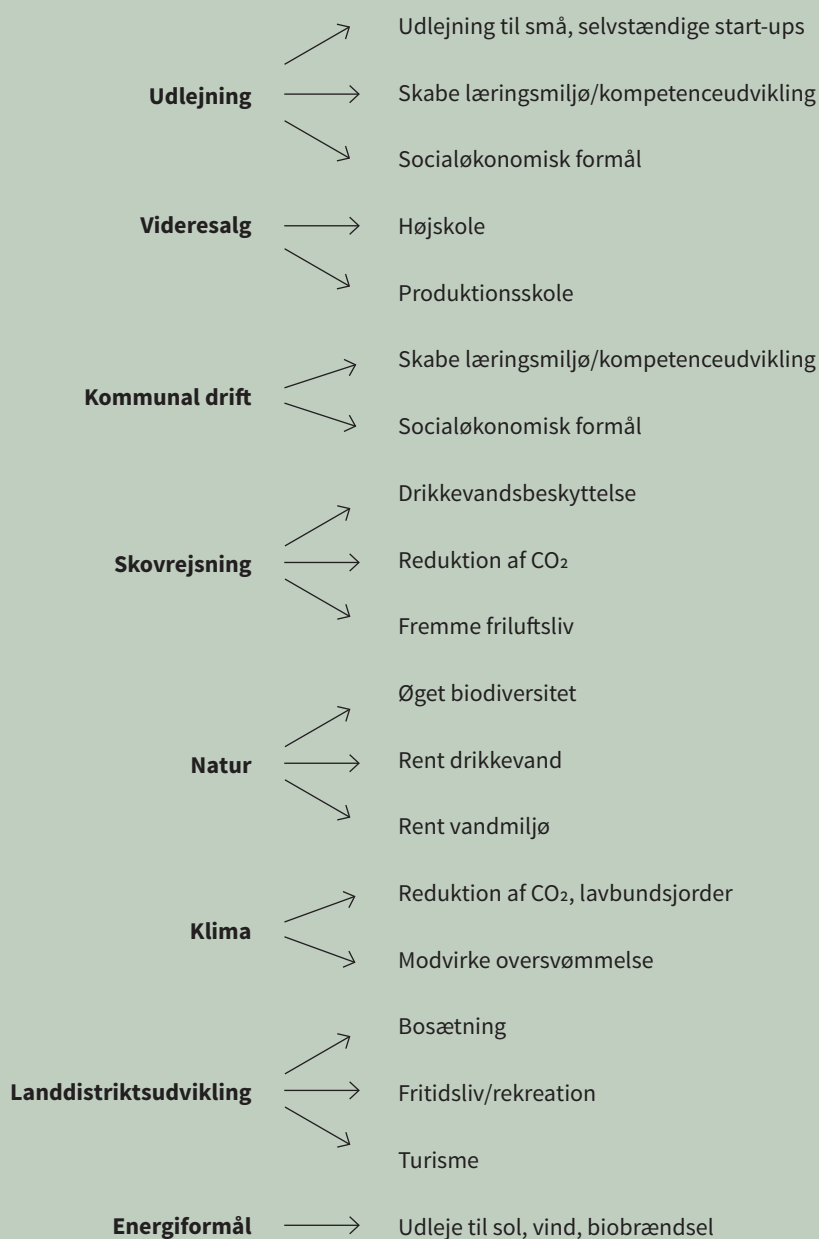 Udlejning
Udlejning til små, selvstændige start-ups
Skabe læringsmiljø/kompetenceudvikling
Socialøkonomisk formål
Videresalg
Højskole
Produktionsskole
Kommunal drift
Skabe læringsmiljø/kompetenceudvikling
Socialøkonomisk formål
Skovrejsning
Drikkevandsbeskyttelse
Reduktion af CO₂
Fremme friluftsliv
Natur
Øget biodiversitet
Rent drikkevand
Rent vandmiljø
Klima
Reduktion af CO₂, lavbundsjorder
Modvirke oversvømmelse
Landdistriktsudvikling
Bosætning
Fritidsliv/rekreation
Turisme
Energiformål
Udleje til sol, vind, biobrændsel